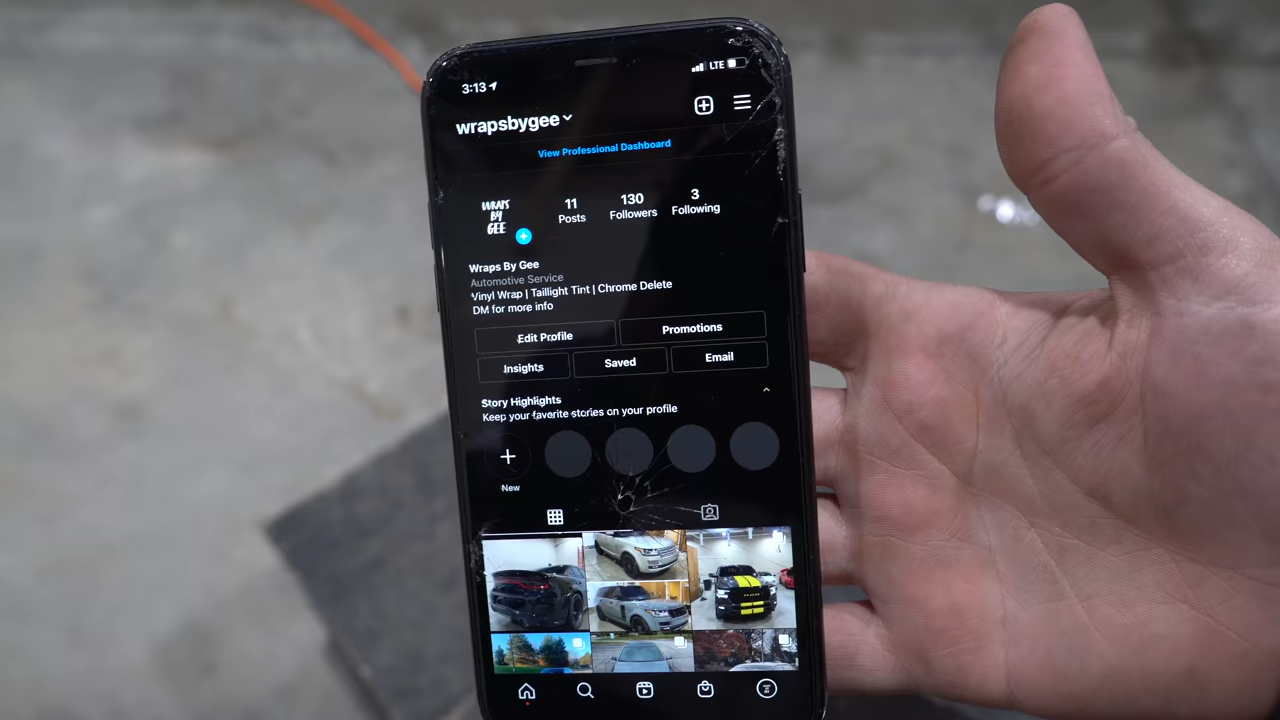 3:13
LTE
wrapsbygee
View Professional Dashboard
WRAPS
BY
GEE
11
Posts
130
Followers
3
Following
Wraps By Gee
Automotive Service
Vinyl Wrap | Taillight Tint | Chrome Delete
DM for more info
Edit Profile
Promotions
Insights
Saved
Email
Story Highlights
Keep your favorite stories on your profile
New
RAM